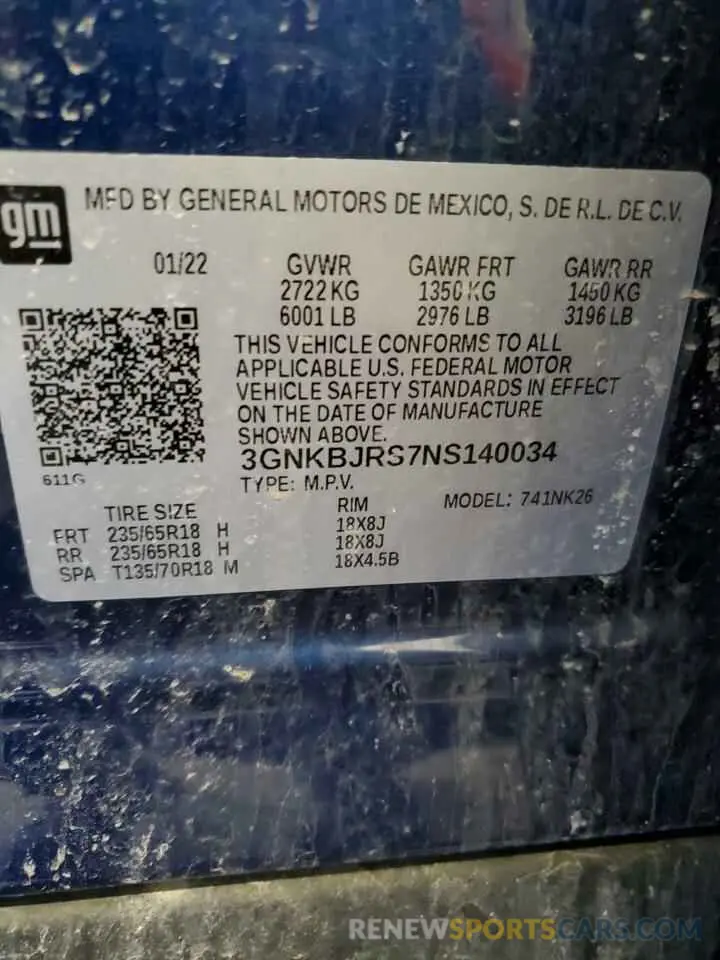 gm MFD BY GENERAL MOTORS DE MEXICO, S. DE R.L. DE C.V.
01/22 GVWR GAWR FRT GAWR RR
2722 KG 1350 KG 1450 KG
6001 LB 2976 LB 3196 LB
THIS VEHICLE CONFORMS TO ALL
APPLICABLE U.S. FEDERAL MOTOR
VEHICLE SAFETY STANDARDS IN EFFECT
ON THE DATE OF MANUFACTURE
SHOWN ABOVE.
3GNKBJRS7NS140034
611G TYPE: M.P.V. MODEL: 741NK26
TIRE SIZE RIM
FRT 235/65R18 H 18X8J
RR 235/65R18 H 18X8J
SPA T135/70R18 M 18X4.5B
RENEWSPORTSCARS.COM